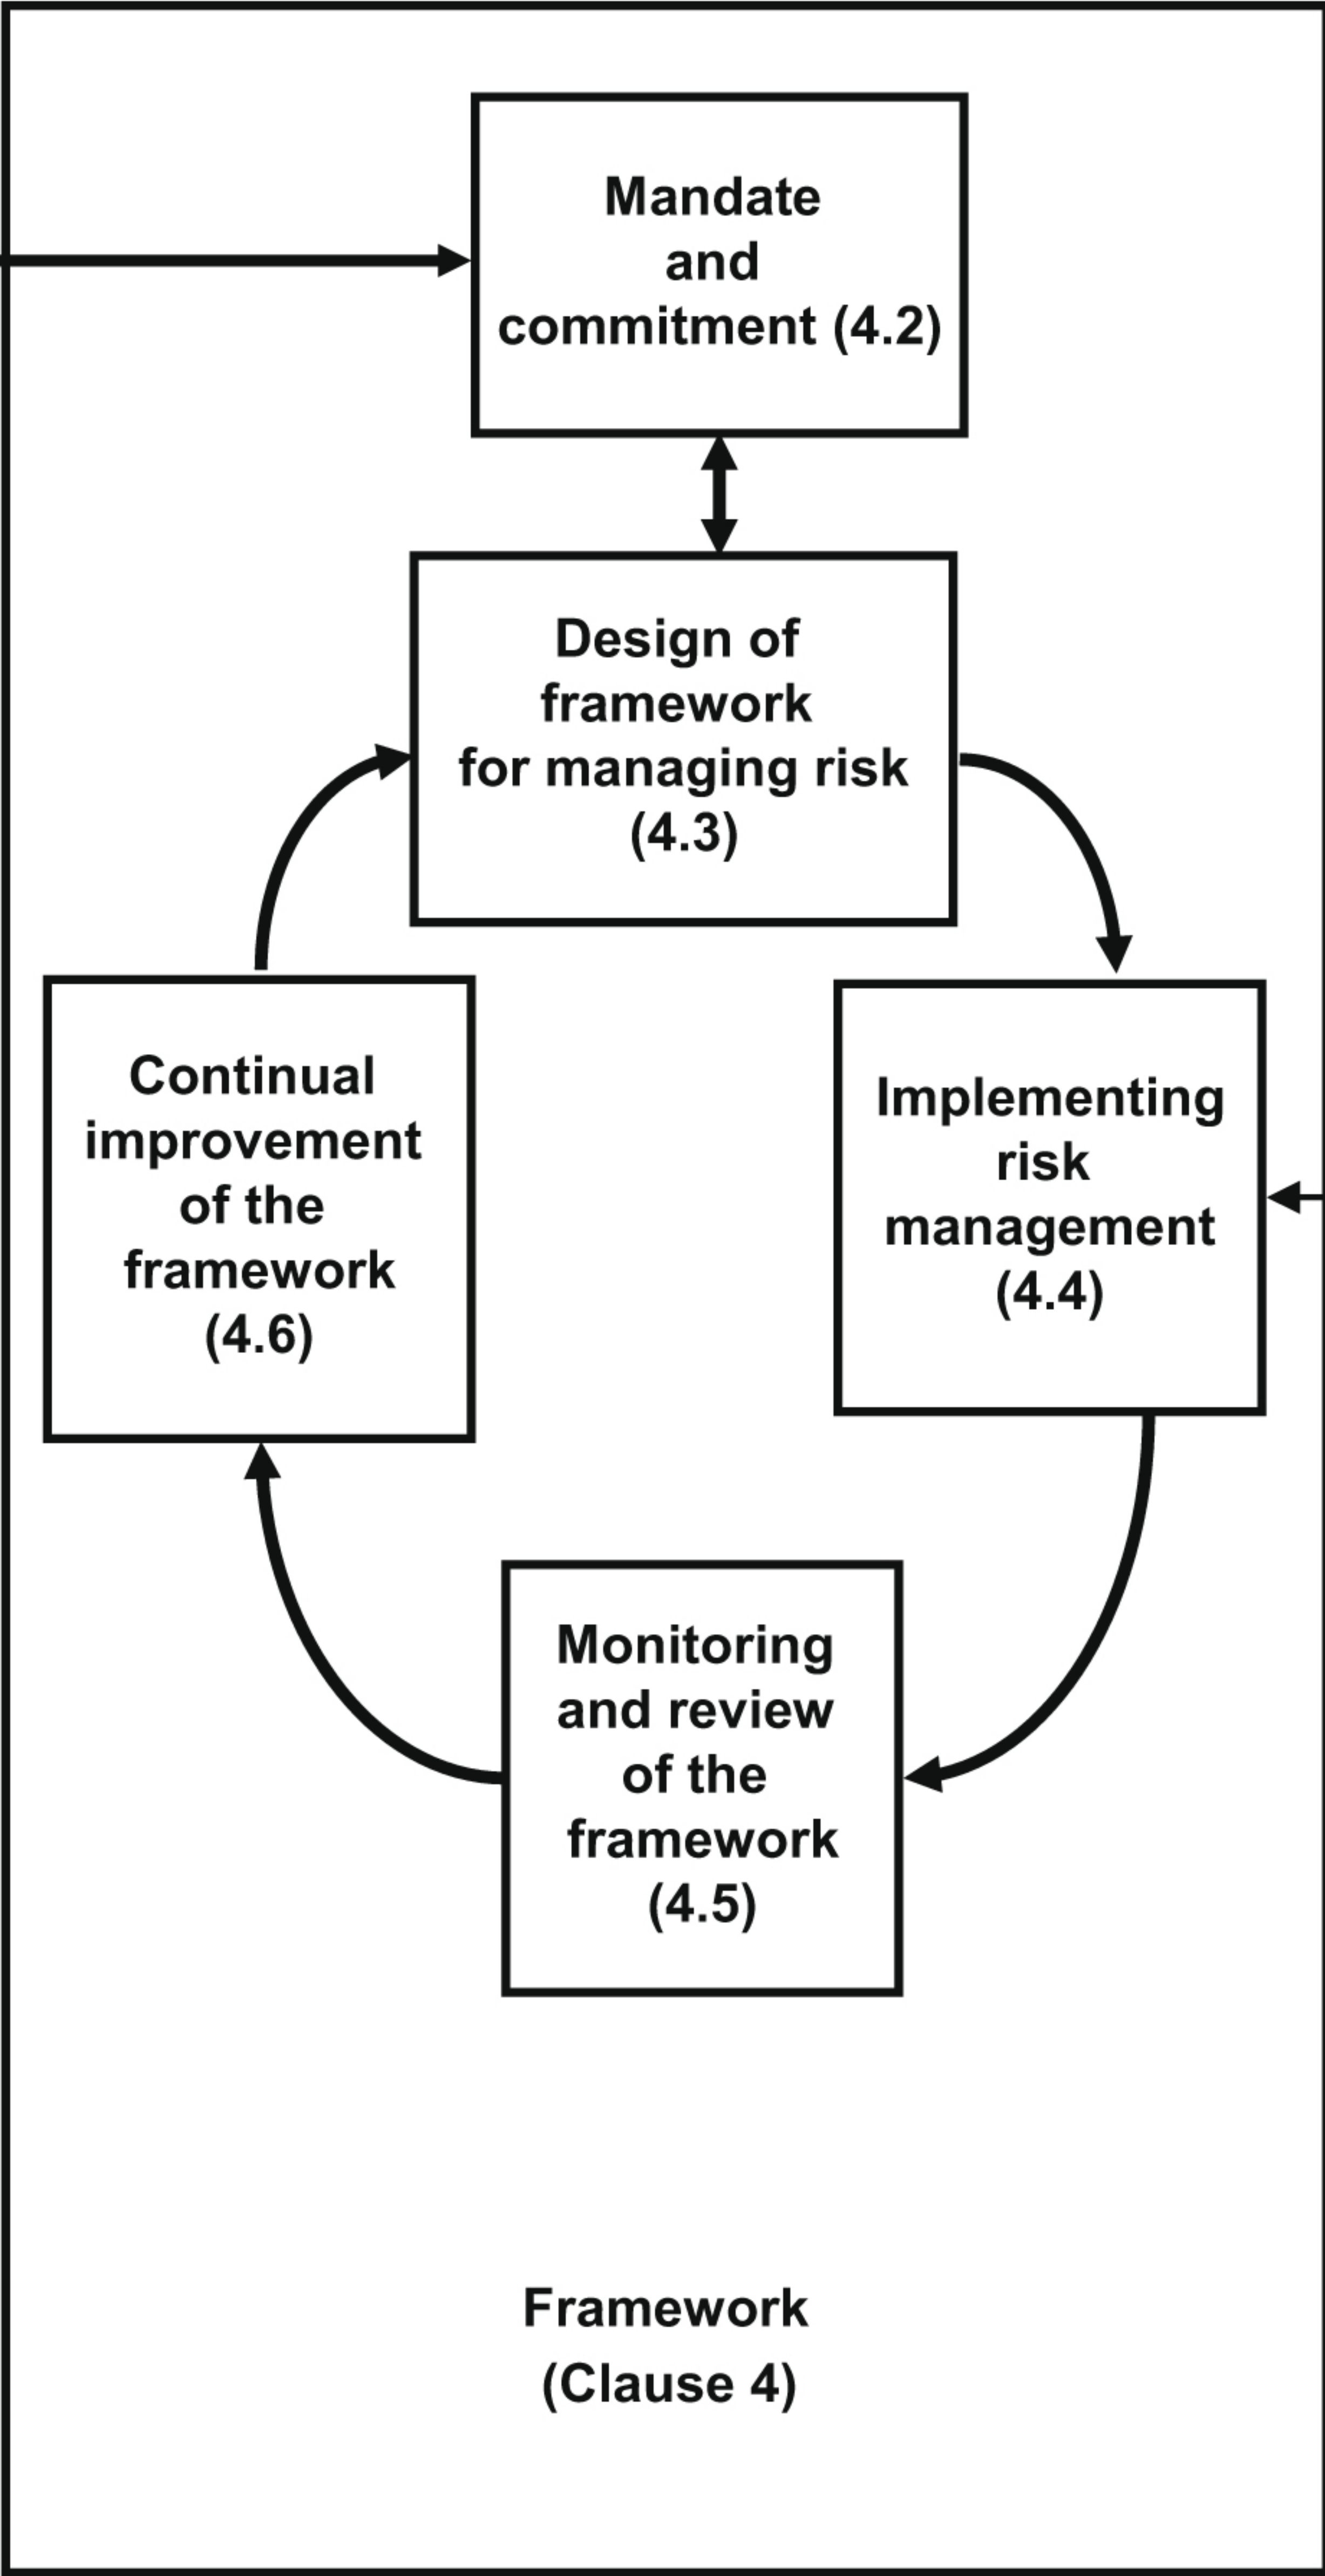 Mandate
and
commitment (4.2)
Design of
framework
for managing risk
(4.3)
Continual
improvement
of the
framework
(4.6)
Implementing
risk
management
(4.4)
Monitoring
and review
of the
framework
(4.5)
Framework
(Clause 4)